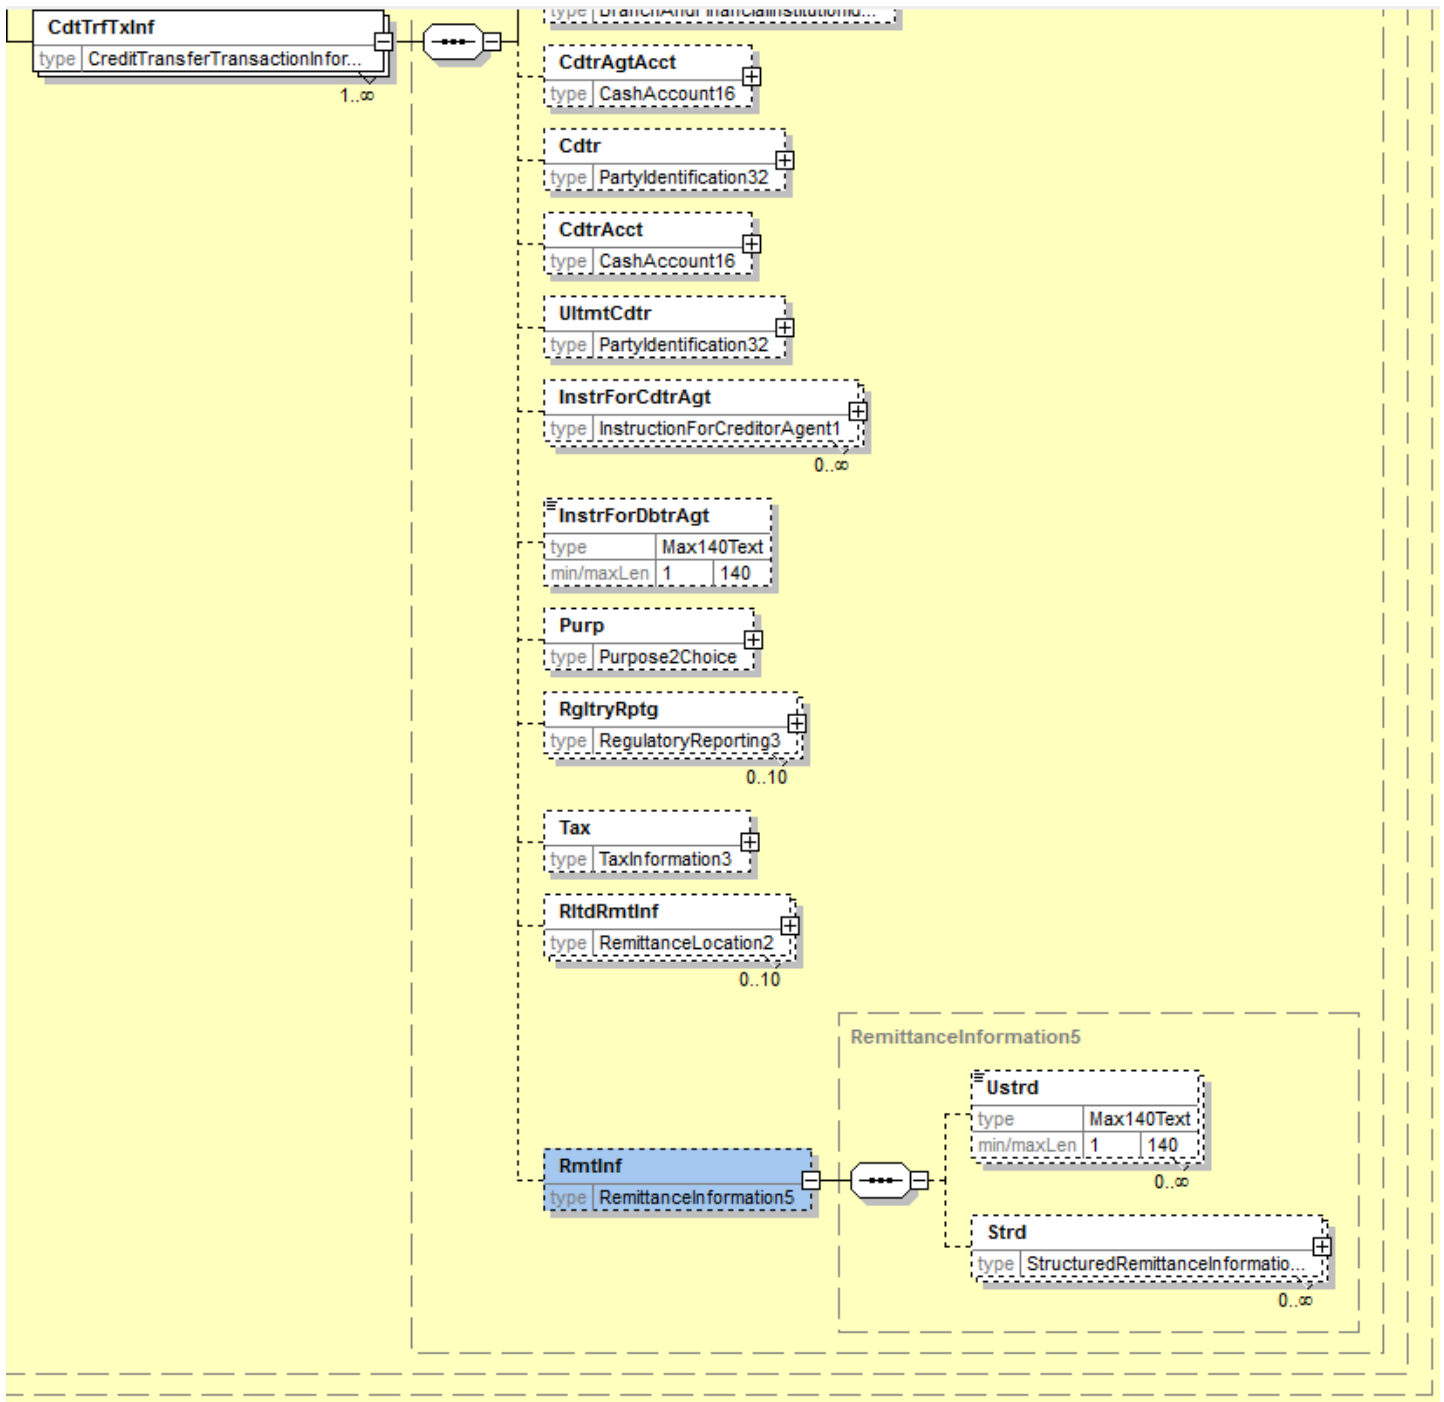 CdtTrfTxInf
type CreditTransferTransactionInfor...
1..∞
type BranchAndFinancialInstitutionId...
CdtrAgtAcct
type CashAccount16
Cdtr
type PartyIdentification32
CdtrAcct
type CashAccount16
UltmtCdtr
type PartyIdentification32
InstrForCdtrAgt
type InstructionForCreditorAgent1
0..∞
InstrForDbtrAgt
type Max140Text
min/maxLen 1 140
Purp
type Purpose2Choice
RgltryRptg
type RegulatoryReporting3
0..10
Tax
type TaxInformation3
RltdRmtInf
type RemittanceLocation2
0..10
RmtInf
type RemittanceInformation5
RemittanceInformation5
Ustrd
type Max140Text
min/maxLen 1 140
0..∞
Strd
type StructuredRemittanceInformatio...
0..∞